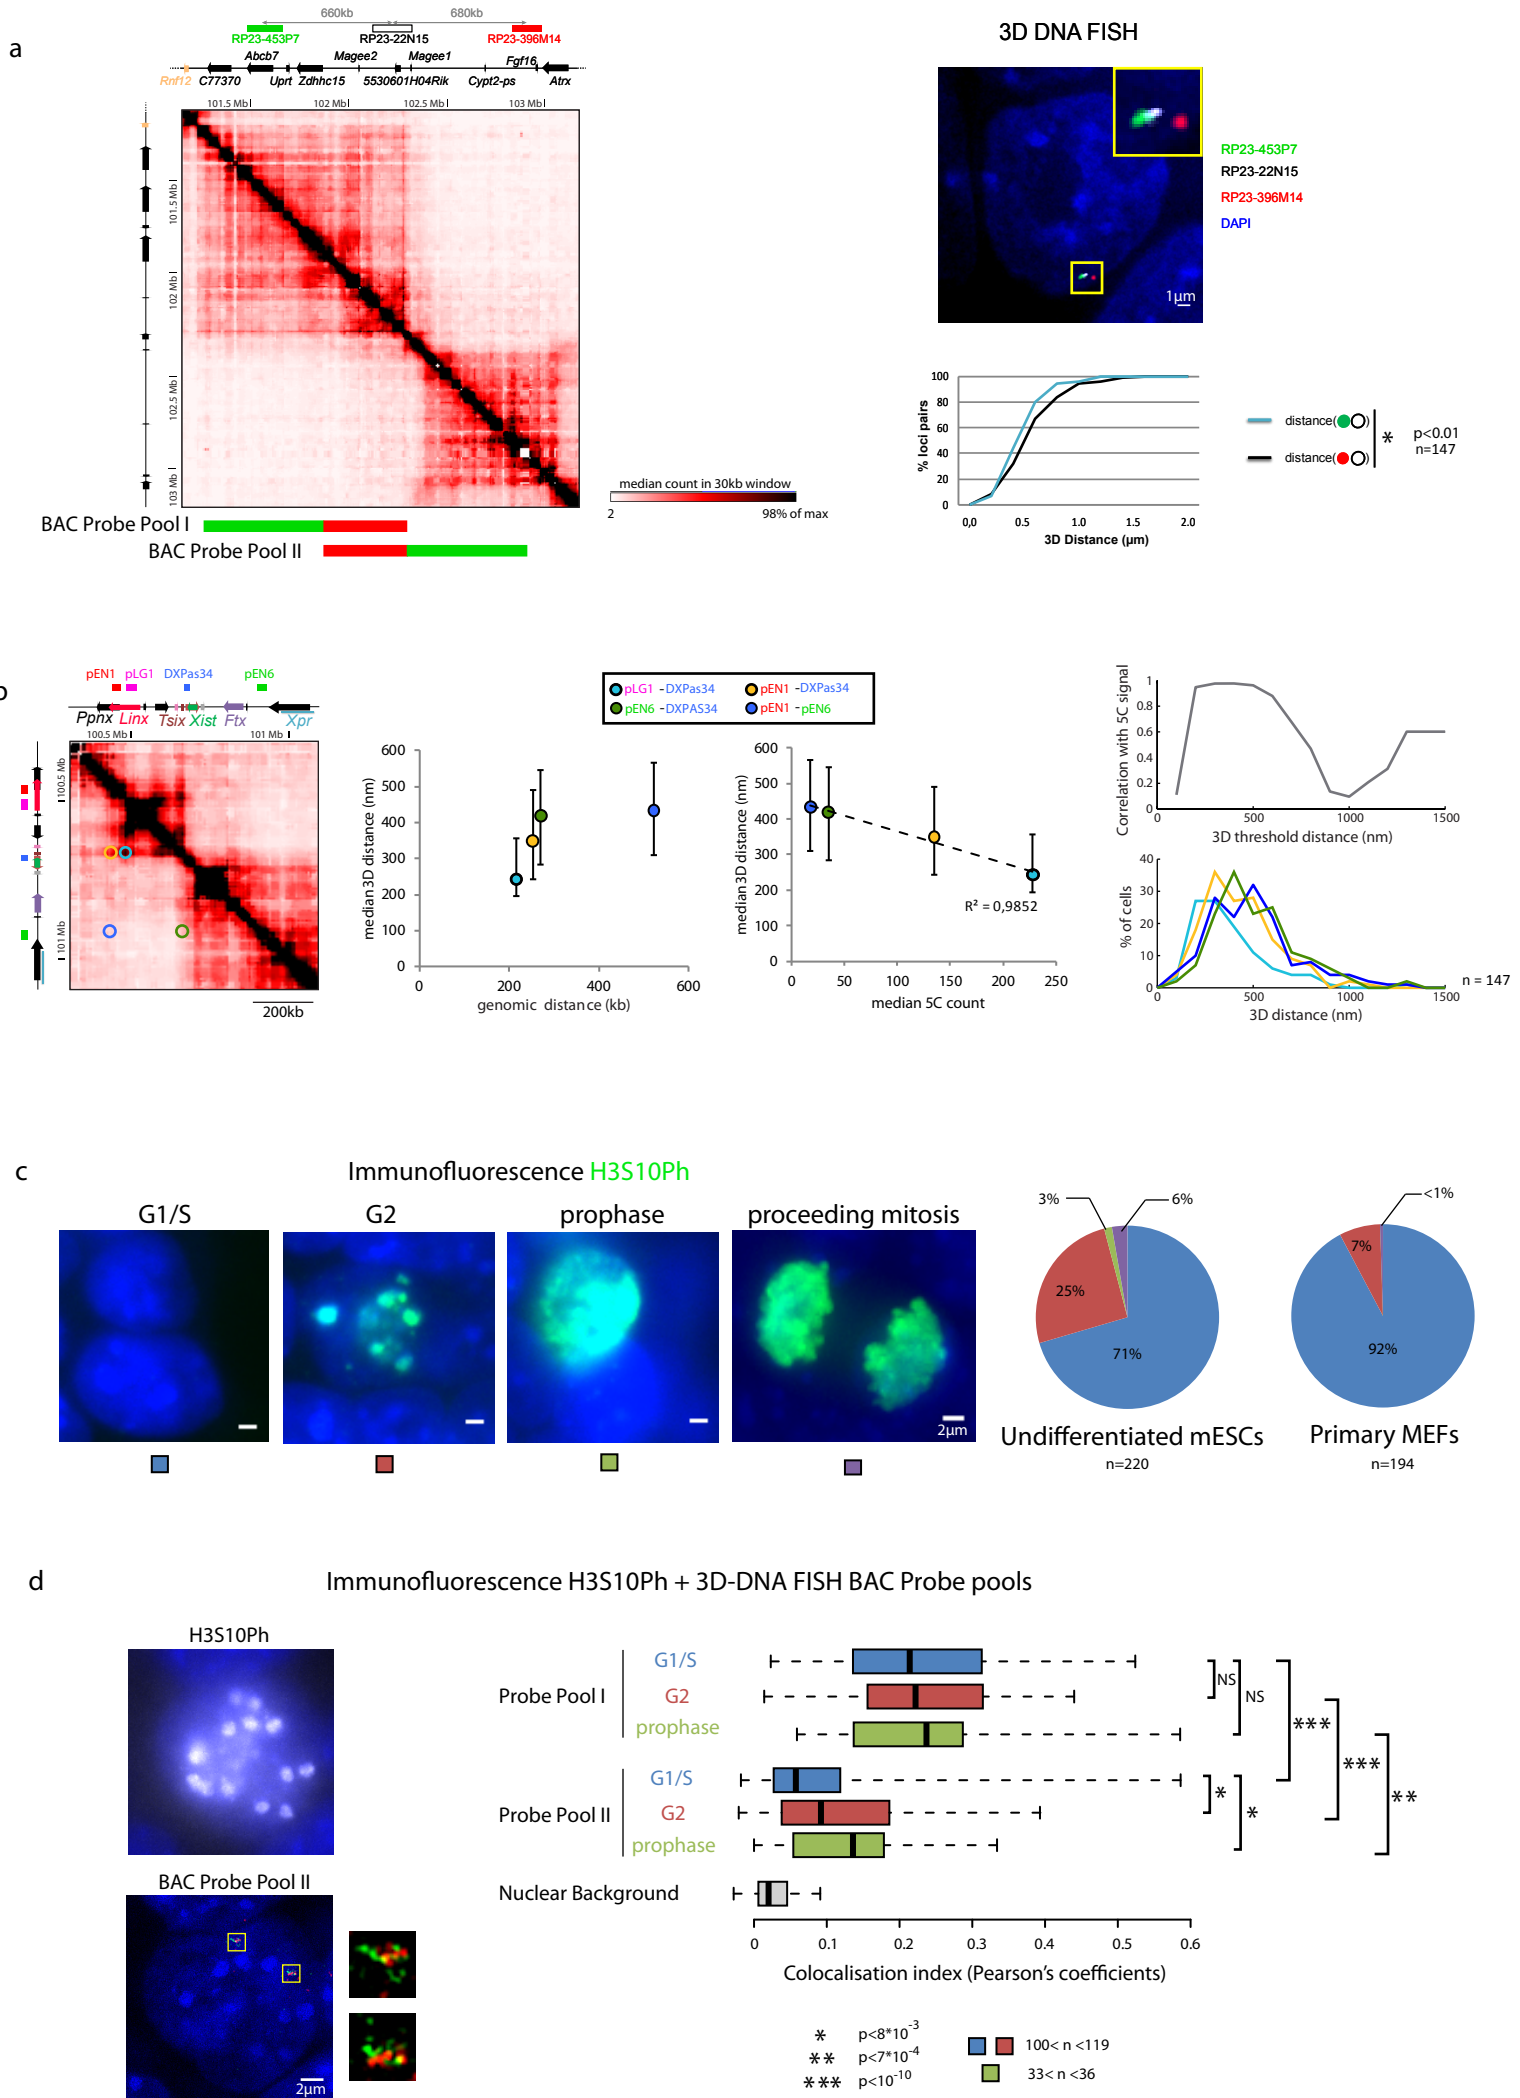 a
660kb 680kb
RP23-453P7 RP23-22N15 RP23-396M14
Abcb7 Magee2 Magee1 Fgf16
Rnf12 C77370 Uprt Zdhhc15 5530601H04Rik Cypt2-ps Atrx
101.5 Mb 102 Mb 102.5 Mb 103 Mb
101.5 Mb
102 Mb
102.5 Mb
103 Mb
median count in 30kb window
2 98% of max
BAC Probe Pool I
BAC Probe Pool II
3D DNA FISH
RP23-453P7
RP23-22N15
RP23-396M14
DAPI
1µm
% loci pairs
100
80
60
40
20
0
0,0 0.5 1.0 1.5 2.0
3D Distance (µm)
distance( )
distance( )
*
p<0.01
n=147
b
pEN1 pLG1 DXPas34 pEN6
Ppnx Linx Tsix Xist Ftx Xpr
100.5 Mb 101 Mb
100.5 Mb
101 Mb
200kb
pLG1 -DXPas34 pEN1 -DXPas34
pEN6 -DXPAS34 pEN1 -pEN6
median 3D distance (nm)
600
500
400
300
200
100
0
0 200 400 600
genomic distance (kb)
median 3D distance (nm)
600
500
400
300
200
100
0
R² = 0,9852
0 50 100 150 200 250
median 5C count
Correlation with 5C signal
1
0.8
0.6
0.4
0.2
0
0 500 1000 1500
3D threshold distance (nm)
% of cells
40
30
20
10
0
0 500 1000 1500
n = 147
3D distance (nm)
c
Immunofluorescence H3S10Ph
G1/S G2 prophase proceeding mitosis
2µm
3% 6%
25%
71%
Undifferentiated mESCs
n=220
<1%
7%
92%
Primary MEFs
n=194
d
Immunofluorescence H3S10Ph + 3D-DNA FISH BAC Probe pools
H3S10Ph
BAC Probe Pool II
2µm
Probe Pool I
G1/S
G2
prophase
Probe Pool II
G1/S
G2
prophase
Nuclear Background
NS
NS
***
***
**
*
*
0 0.1 0.2 0.3 0.4 0.5 0.6
Colocalisation index (Pearson's coefficients)
* p<8*10-3
** p<7*10-4
*** p<10-10
100< n <119
33< n <36